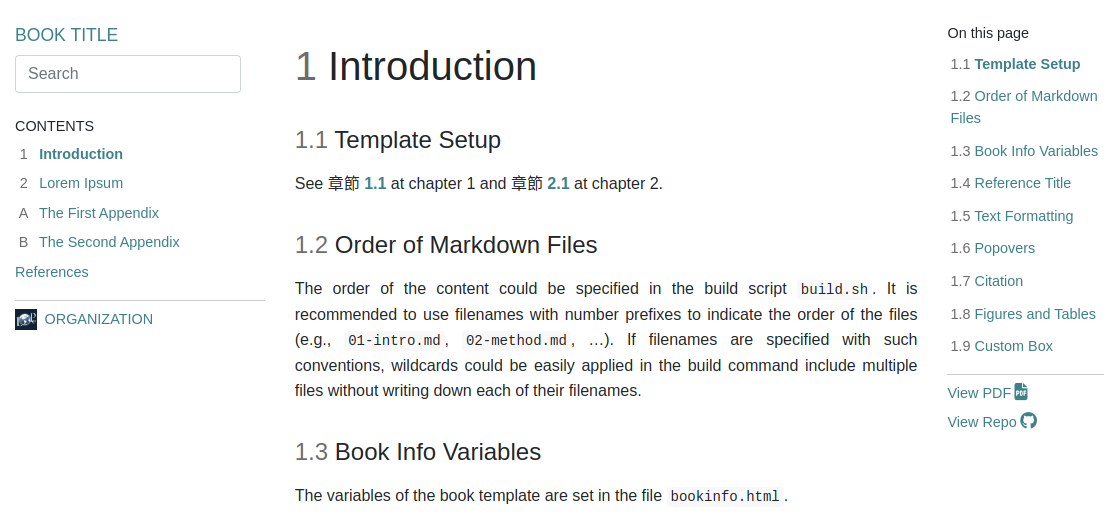 BOOK TITLE
Search
CONTENTS
1 Introduction
2 Lorem Ipsum
A The First Appendix
B The Second Appendix
References
ORGANIZATION
1 Introduction
1.1 Template Setup
See 章節 1.1 at chapter 1 and 章節 2.1 at chapter 2.
1.2 Order of Markdown Files
The order of the content could be specified in the build script build.sh. It is
recommended to use filenames with number prefixes to indicate the order of the files
(e.g., 01-intro.md, 02-method.md, …). If filenames are specified with such
conventions, wildcards could be easily applied in the build command include multiple
files without writing down each of their filenames.
1.3 Book Info Variables
The variables of the book template are set in the file bookinfo.html.
On this page
1.1 Template Setup
1.2 Order of Markdown
Files
1.3 Book Info Variables
1.4 Reference Title
1.5 Text Formatting
1.6 Popovers
1.7 Citation
1.8 Figures and Tables
1.9 Custom Box
View PDF
View Repo